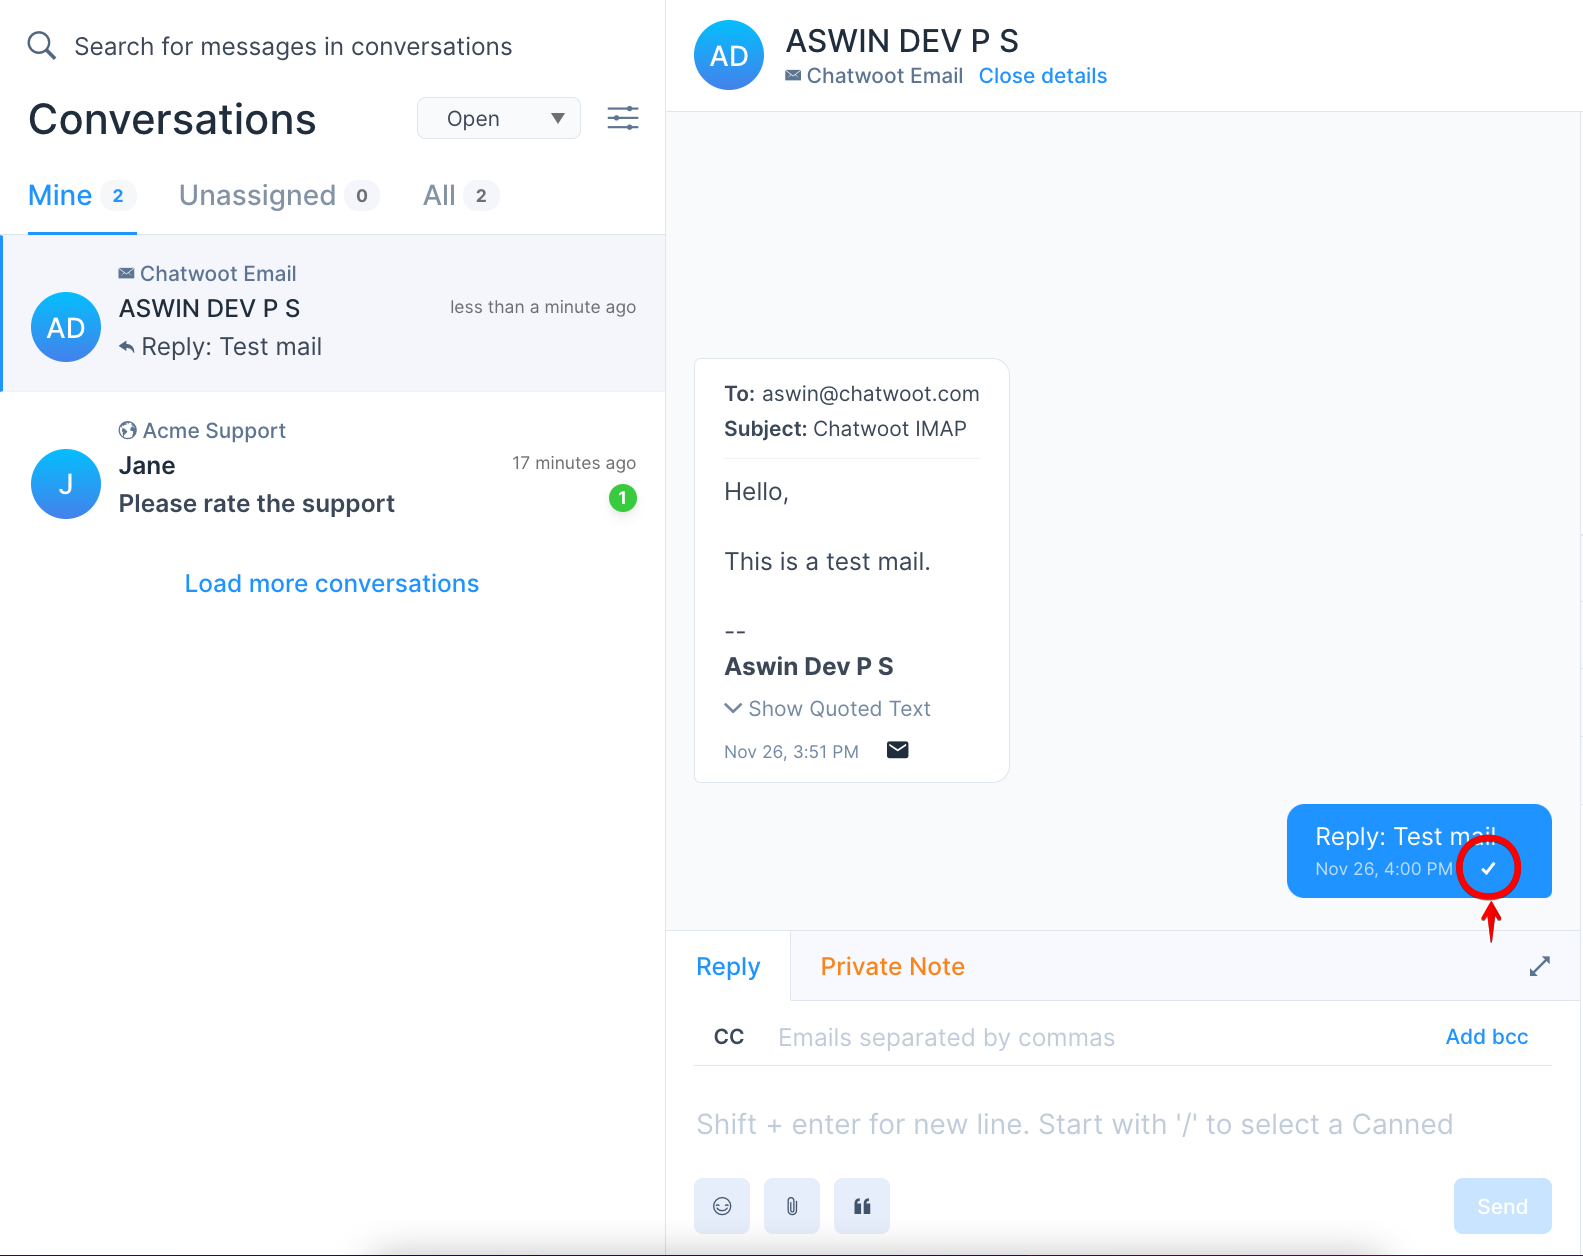 Search for messages in conversations
Conversations
Open
Mine 2
Unassigned 0
All 2
Chatwoot Email
AD
ASWIN DEV P S
less than a minute ago
Reply: Test mail
Acme Support
J
Jane
17 minutes ago
Please rate the support
1
Load more conversations
AD
ASWIN DEV P S
Chatwoot Email Close details
To: aswin@chatwoot.com
Subject: Chatwoot IMAP
Hello,
This is a test mail.
--
Aswin Dev P S
Show Quoted Text
Nov 26, 3:51 PM
Reply: Test mail
Nov 26, 4:00 PM
Reply
Private Note
CC
Emails separated by commas
Add bcc
Shift + enter for new line. Start with '/' to select a Canned
Send